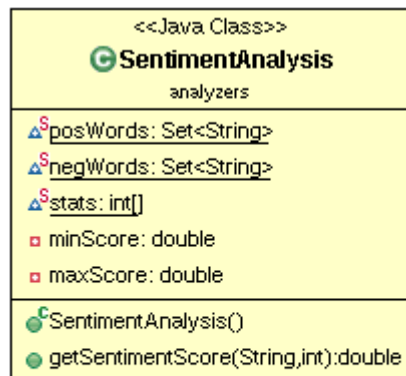 <<Java Class>>
SentimentAnalysis
analyzers
posWords: Set<String>
negWords: Set<String>
stats: int[]
minScore: double
maxScore: double
SentimentAnalysis()
getSentimentScore(String,int):double